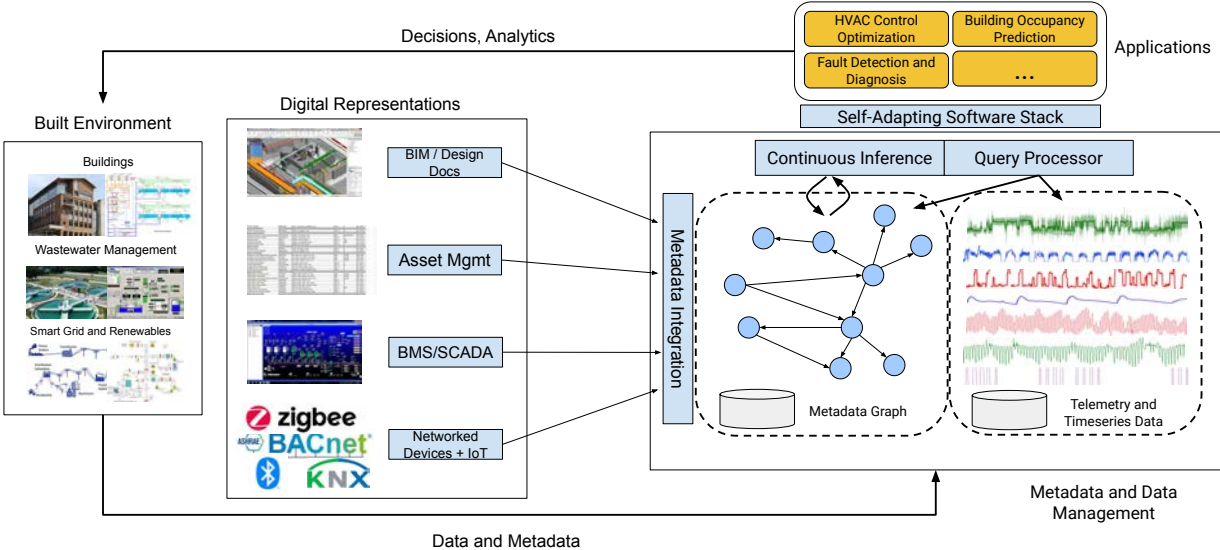 HVAC Control
Optimization
Building Occupancy
Prediction
Fault Detection and
Diagnosis
...
Applications
Decisions, Analytics
Self-Adapting Software Stack
Built Environment
Buildings
Wastewater Management
Smart Grid and Renewables
Digital Representations
BIM / Design
Docs
Asset Mgmt
BMS/SCADA
zigbee
ASHRAE BACnet
KNX
Networked
Devices + IoT
Metadata Integration
Continuous Inference
Query Processor
Metadata Graph
Telemetry and
Timeseries Data
Metadata and Data
Management
Data and Metadata